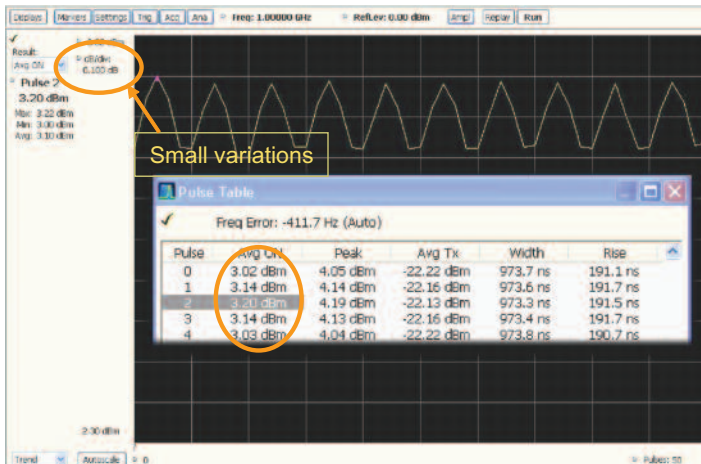 Displays Markers Settings Trig Acq Ana Freq: 1.00000 GHz RefLev: 0.00 dBm Ampl Replay Run
Result:
Avg ON
dB/div:
0.100 dB
Pulse 2
3.20 dBm
Max: 3.22 dBm
Min: 3.00 dBm
Avg: 3.10 dBm
Small variations
Pulse Table
Freq Error: -411.7 Hz (Auto)
Pulse Avg ON Peak Avg Tx Width Rise
0 3.02 dBm 4.05 dBm -22.22 dBm 973.7 ns 191.1 ns
1 3.14 dBm 4.14 dBm -22.16 dBm 973.6 ns 191.7 ns
2 3.20 dBm 4.19 dBm -22.13 dBm 973.3 ns 191.5 ns
3 3.14 dBm 4.13 dBm -22.16 dBm 973.4 ns 191.7 ns
4 3.03 dBm 4.04 dBm -22.22 dBm 973.8 ns 190.7 ns
Trend Autoscale 0 Pulses: 50